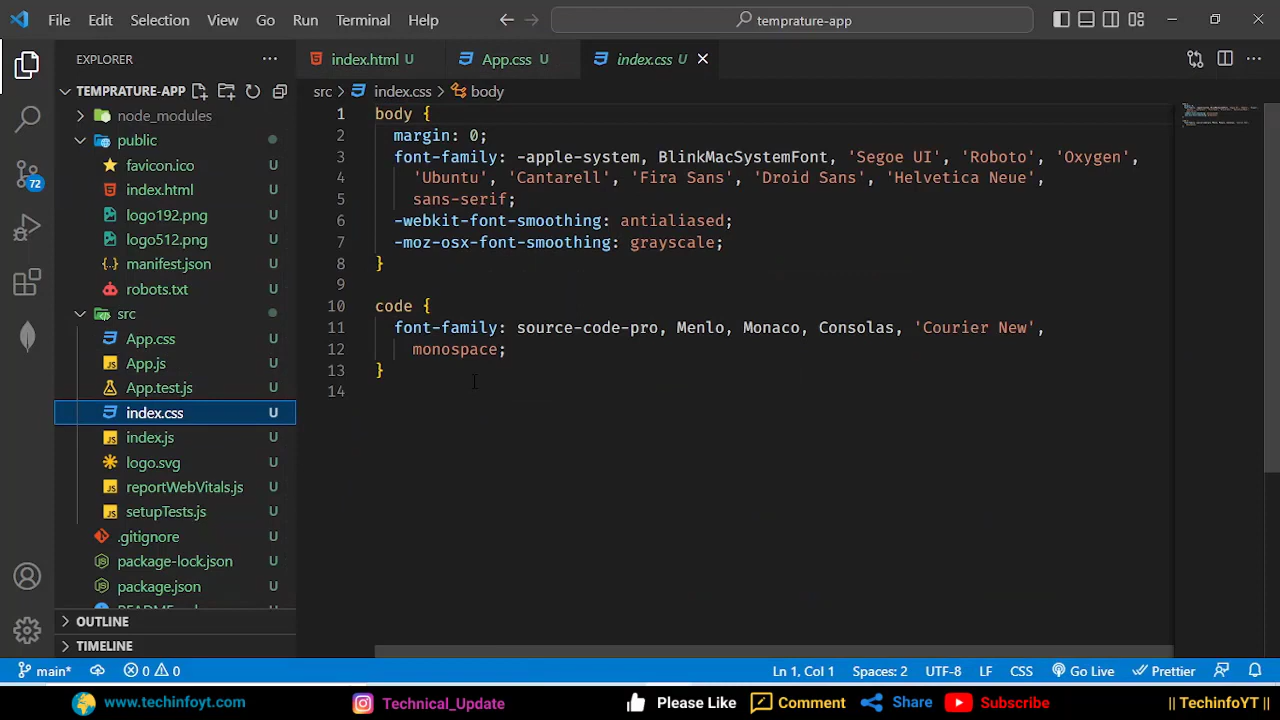 File Edit Selection View Go Run Terminal Help temprature-app
EXPLORER
index.html U App.css U index.css U
TEMPRATURE-APP
src > index.css > body
node_modules
public
favicon.ico U
index.html U
logo192.png U
logo512.png U
manifest.json U
robots.txt U
src
App.css U
App.js U
App.test.js U
index.css U
index.js U
logo.svg U
reportWebVitals.js U
setupTests.js U
.gitignore U
package-lock.json U
package.json U
OUTLINE
TIMELINE
72
1 body {
2 margin: 0;
3 font-family: -apple-system, BlinkMacSystemFont, 'Segoe UI', 'Roboto', 'Oxygen',
4 'Ubuntu', 'Cantarell', 'Fira Sans', 'Droid Sans', 'Helvetica Neue',
5 sans-serif;
6 -webkit-font-smoothing: antialiased;
7 -moz-osx-font-smoothing: grayscale;
8 }
9
10 code {
11 font-family: source-code-pro, Menlo, Monaco, Consolas, 'Courier New',
12 monospace;
13 }
14
main* 0 0 Ln 1, Col 1 Spaces: 2 UTF-8 LF CSS Go Live Prettier
www.techinfoyt.com Technical_Update Please Like Comment Share Subscribe || TechinfoYT ||